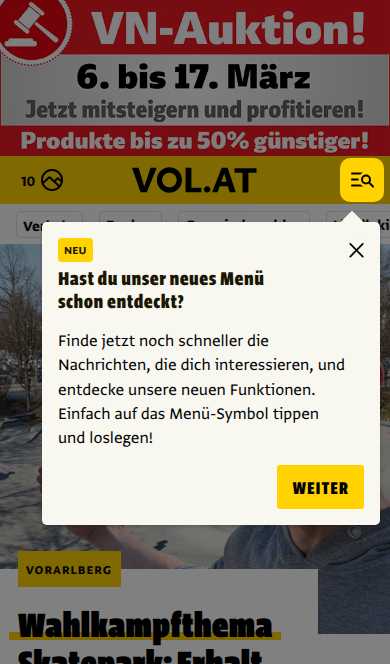 VN-Auktion!
6. bis 17. März
Jetzt mitsteigern und profitieren!
Produkte bis zu 50% günstiger!
10
VOL.AT
NEU
Hast du unser neues Menü
schon entdeckt?
Finde jetzt noch schneller die
Nachrichten, die dich interessieren, und
entdecke unsere neuen Funktionen.
Einfach auf das Menü-Symbol tippen
und loslegen!
WEITER
VORARLBERG
Wahlkampfthema
Skatepark: Erhalt